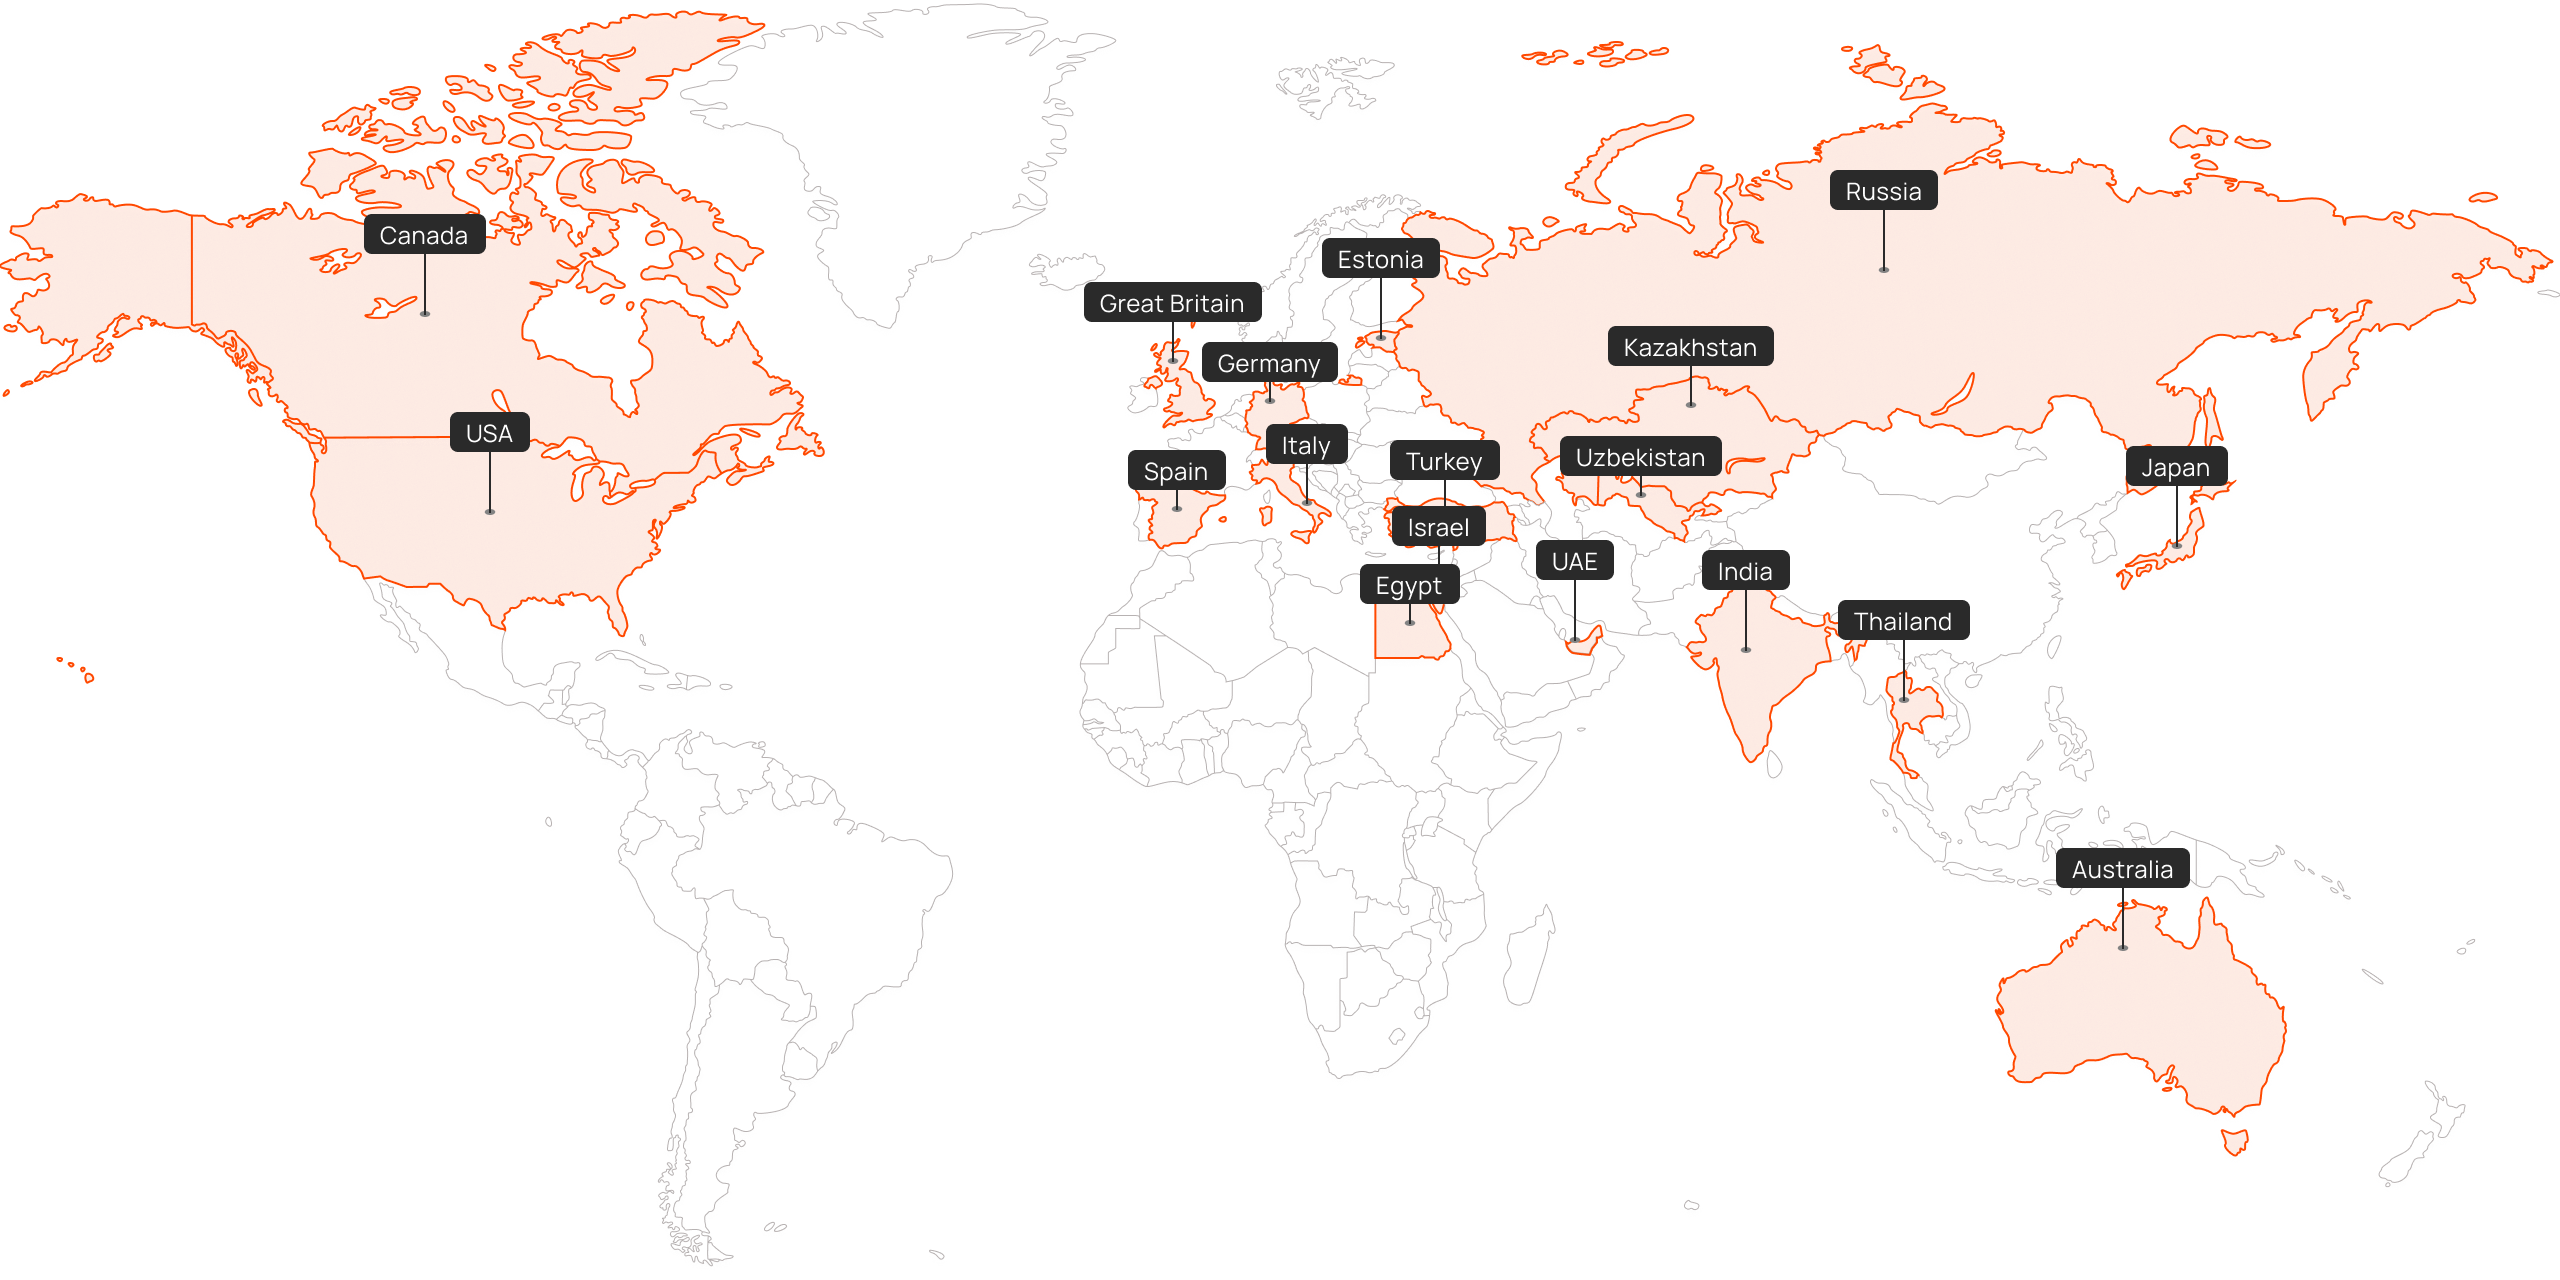 Russia
Canada
Estonia
Great Britain
Kazakhstan
Germany
USA
Italy
Uzbekistan
Turkey
Spain
Japan
Israel
UAE
India
Egypt
Thailand
Australia